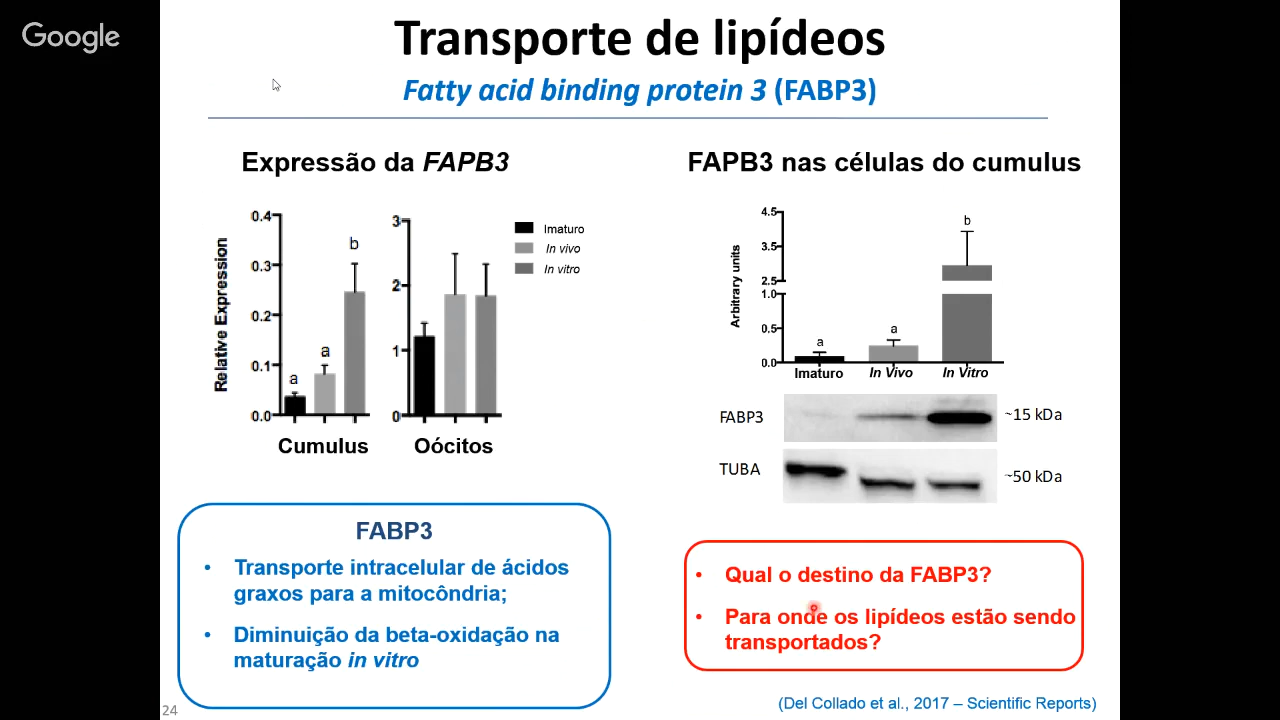 Google
Transporte de lipídeos
Fatty acid binding protein 3 (FABP3)
Expressão da FAPB3
FAPB3 nas células do cumulus
Relative Expression
0.4
0.3
0.2
0.1
0.0
a
a
b
Cumulus
3
2
1
0
Oócitos
Imaturo
In vivo
In vitro
Arbitrary units
4.5
3.5
2.5
1.0
0.5
0.0
a
a
b
Imaturo
In Vivo
In Vitro
FABP3
~15 kDa
TUBA
~50 kDa
FABP3
• Transporte intracelular de ácidos
graxos para a mitocôndria;
• Diminuição da beta-oxidação na
maturação in vitro
• Qual o destino da FABP3?
• Para onde os lipídeos estão sendo
transportados?
(Del Collado et al., 2017 – Scientific Reports)
24